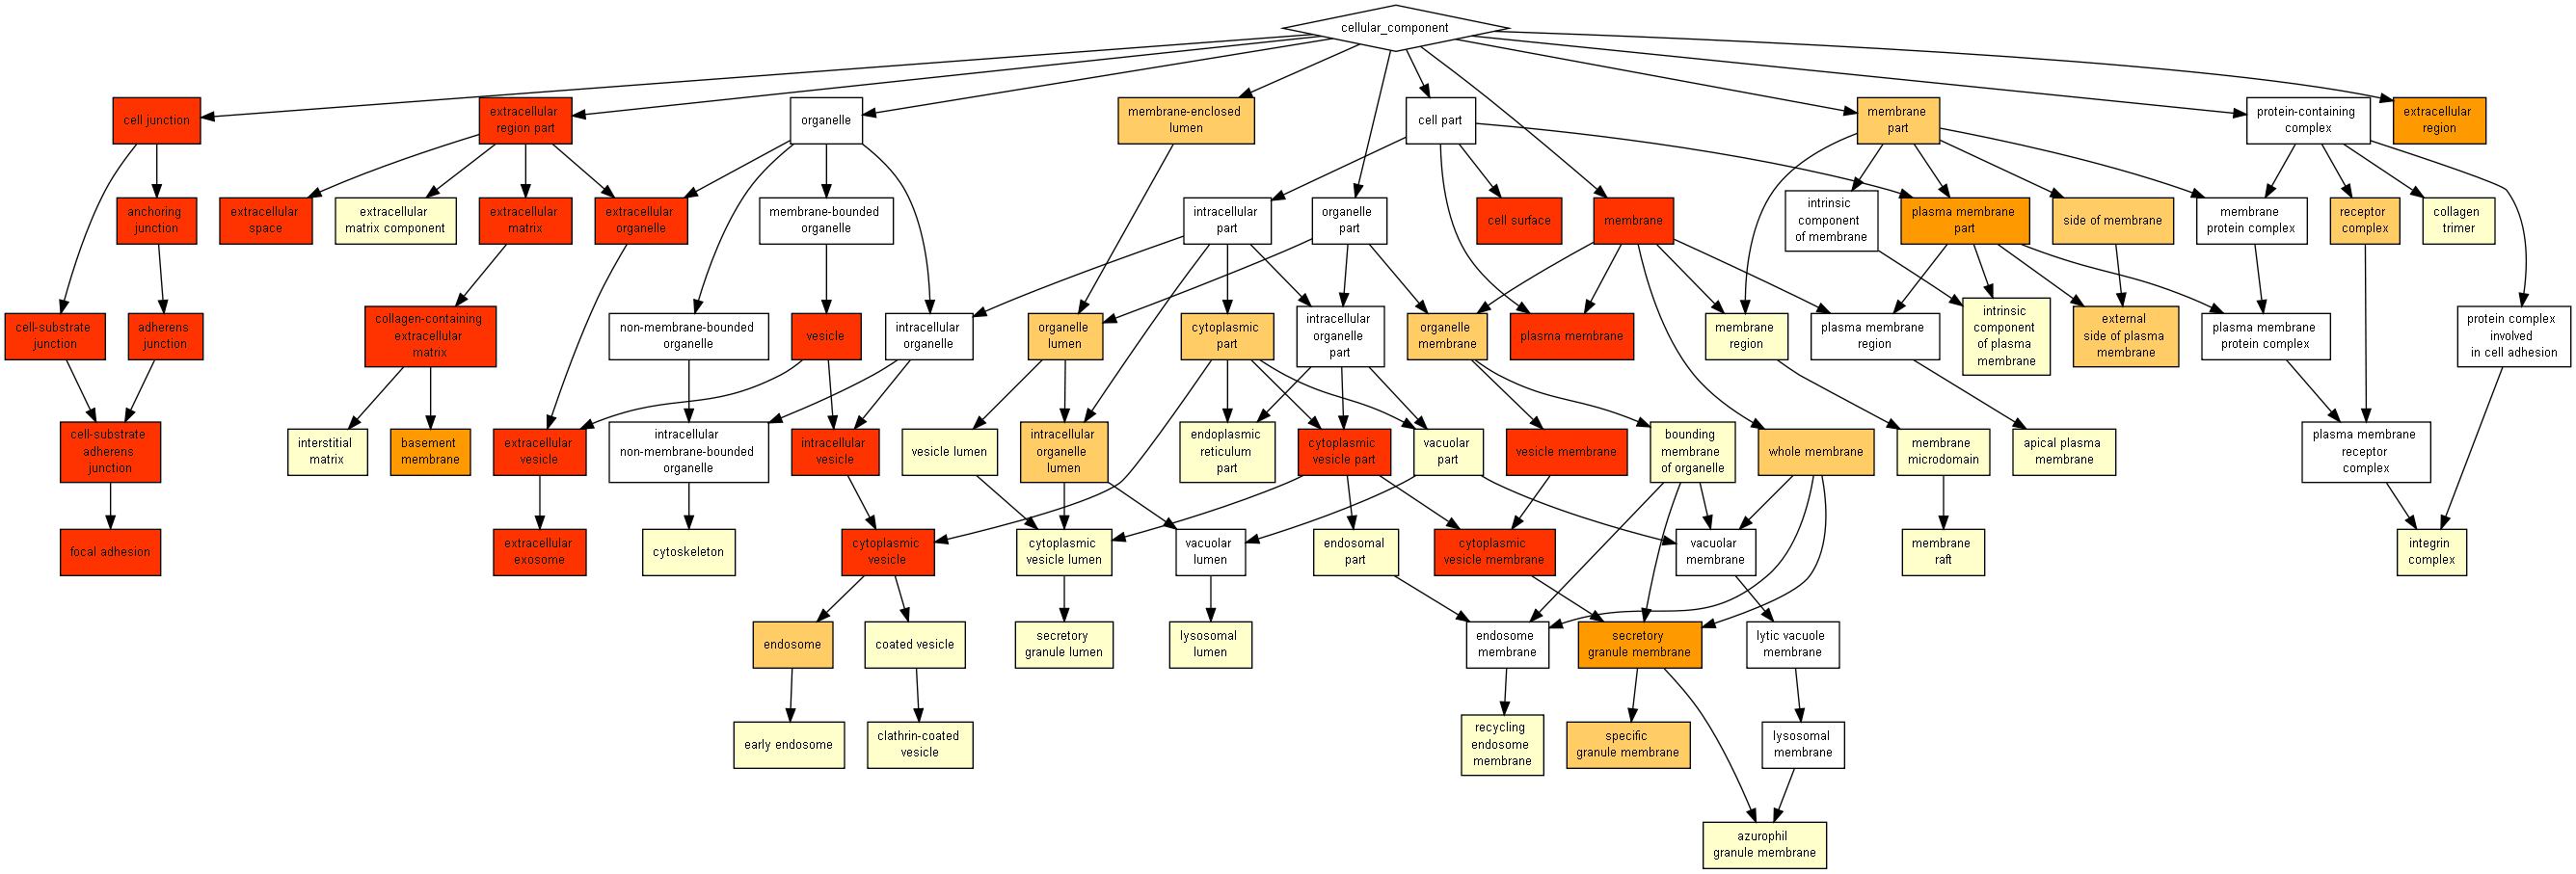 cellular_component
cell junction
extracellular
region part
organelle
membrane-enclosed
lumen
cell part
membrane
part
protein-containing
complex
extracellular
region
anchoring
junction
extracellular
space
extracellular
matrix component
extracellular
matrix
extracellular
organelle
membrane-bounded
organelle
intracellular
part
organelle
part
cell surface
membrane
intrinsic
component
of membrane
plasma membrane
part
side of membrane
membrane
protein complex
receptor
complex
collagen
trimer
cell-substrate
junction
adherens
junction
collagen-containing
extracellular
matrix
non-membrane-bounded
organelle
vesicle
intracellular
organelle
organelle
lumen
cytoplasmic
part
intracellular
organelle
part
organelle
membrane
plasma membrane
membrane
region
plasma membrane
region
intrinsic
component
of plasma
membrane
external
side of plasma
membrane
plasma membrane
protein complex
protein complex
involved
in cell adhesion
cell-substrate
adherens
junction
interstitial
matrix
basement
membrane
extracellular
vesicle
intracellular
non-membrane-bounded
organelle
intracellular
vesicle
vesicle lumen
intracellular
organelle
lumen
endoplasmic
reticulum
part
cytoplasmic
vesicle part
vacuolar
part
vesicle membrane
bounding
membrane
of organelle
whole membrane
membrane
microdomain
apical plasma
membrane
plasma membrane
receptor
complex
focal adhesion
extracellular
exosome
cytoskeleton
cytoplasmic
vesicle
cytoplasmic
vesicle lumen
vacuolar
lumen
endosomal
part
cytoplasmic
vesicle membrane
vacuolar
membrane
membrane
raft
integrin
complex
endosome
coated vesicle
secretory
granule lumen
lysosomal
lumen
endosome
membrane
secretory
granule membrane
lytic vacuole
membrane
early endosome
clathrin-coated
vesicle
recycling
endosome
membrane
specific
granule membrane
lysosomal
membrane
azurophil
granule membrane